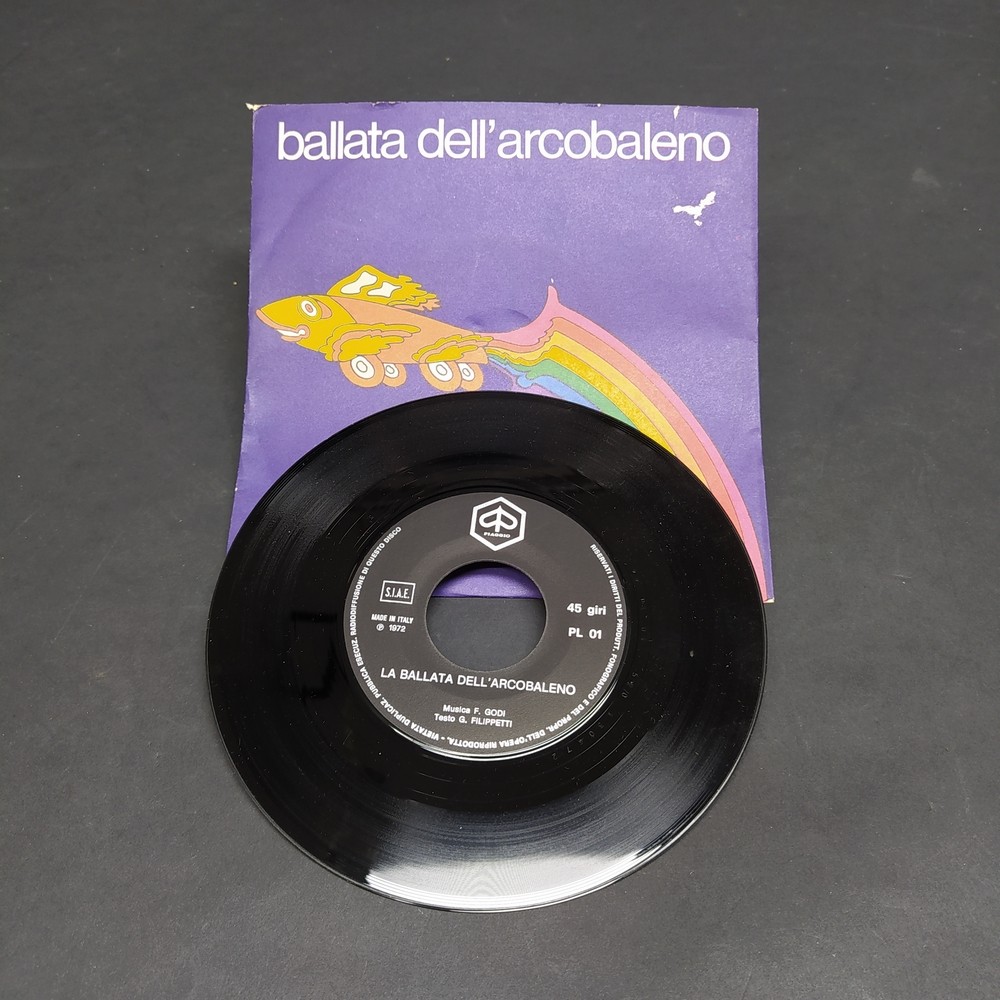 ballata dell'arcobaleno
PIAGGIO
S.I.A.E.
MADE IN ITALY
℗ 1972
45 giri
PL 01
LA BALLATA DELL'ARCOBALENO
Musica F. GODI
Testo G. FILIPPETTI
RISERVATI I DIRITTI DEL PRODUTT. FONOGRAFICO E DEL PROPR. DELL'OPERA RIPRODOTTA. - VIETATA DUPLICAZ. PUBBLICA ESECUZ. RADIODIFFUSIONE DI QUESTO DISCO